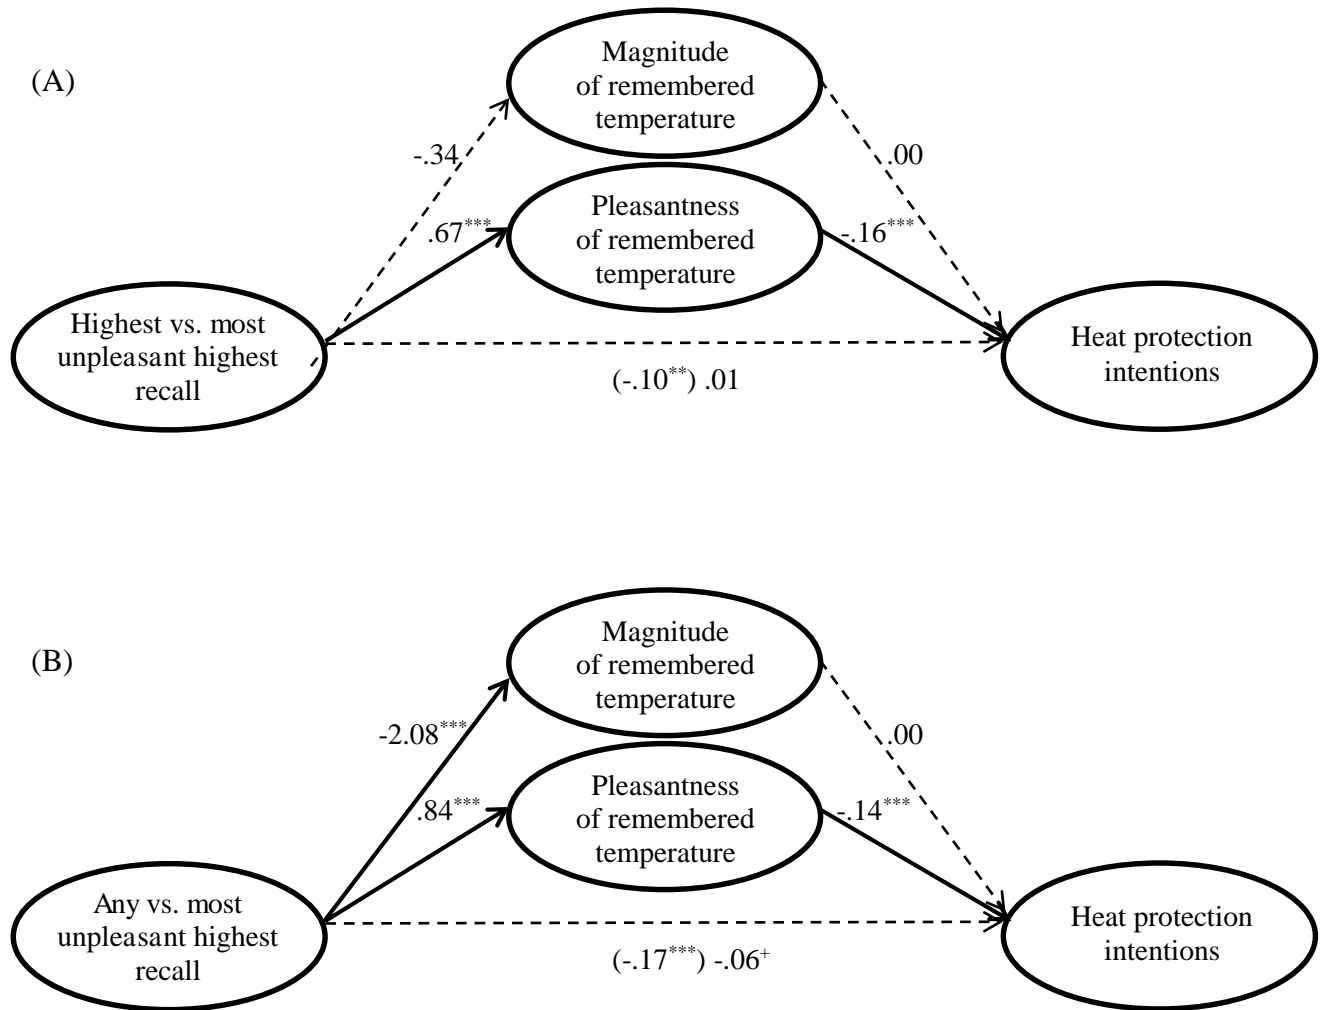 (A)
Magnitude
of remembered
temperature
-.34
.00
Pleasantness
of remembered
temperature
.67***
-.16***
Highest vs. most
unpleasant highest
recall
Heat protection
intentions
(-.10**) .01
(B)
Magnitude
of remembered
temperature
-2.08***
.00
Pleasantness
of remembered
temperature
.84***
-.14***
Any vs. most
unpleasant highest
recall
Heat protection
intentions
(-.17***) -.06+